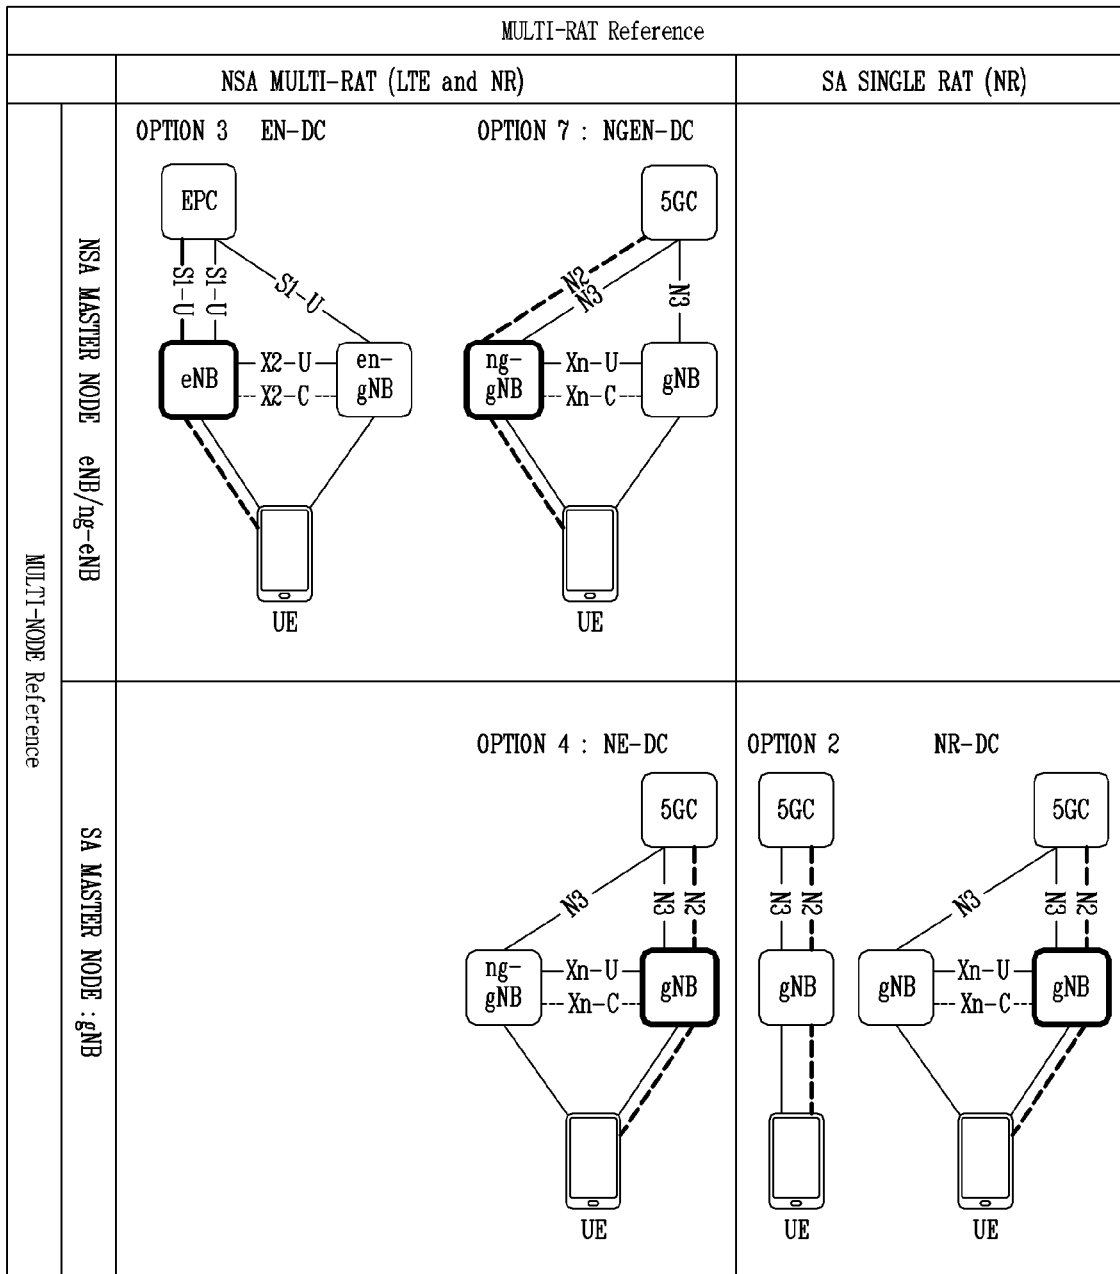 MULTI-RAT Reference
NSA MULTI-RAT (LTE and NR)
SA SINGLE RAT (NR)
MULTI-NODE Reference
NSA MASTER NODE eNB/ng-eNB
OPTION 3 EN-DC
EPC
S1-U
S1-U
S1-U
eNB
X2-U
X2-C
en-
gNB
UE
OPTION 7 : NGEN-DC
5GC
N2
N3
N3
ng-
gNB
Xn-U
Xn-C
gNB
UE
SA MASTER NODE :gNB
OPTION 4 : NE-DC
5GC
N3
N3
N2
ng-
gNB
Xn-U
Xn-C
gNB
UE
OPTION 2
5GC
N3
N2
gNB
UE
NR-DC
5GC
N3
N3
N2
gNB
Xn-U
Xn-C
gNB
UE